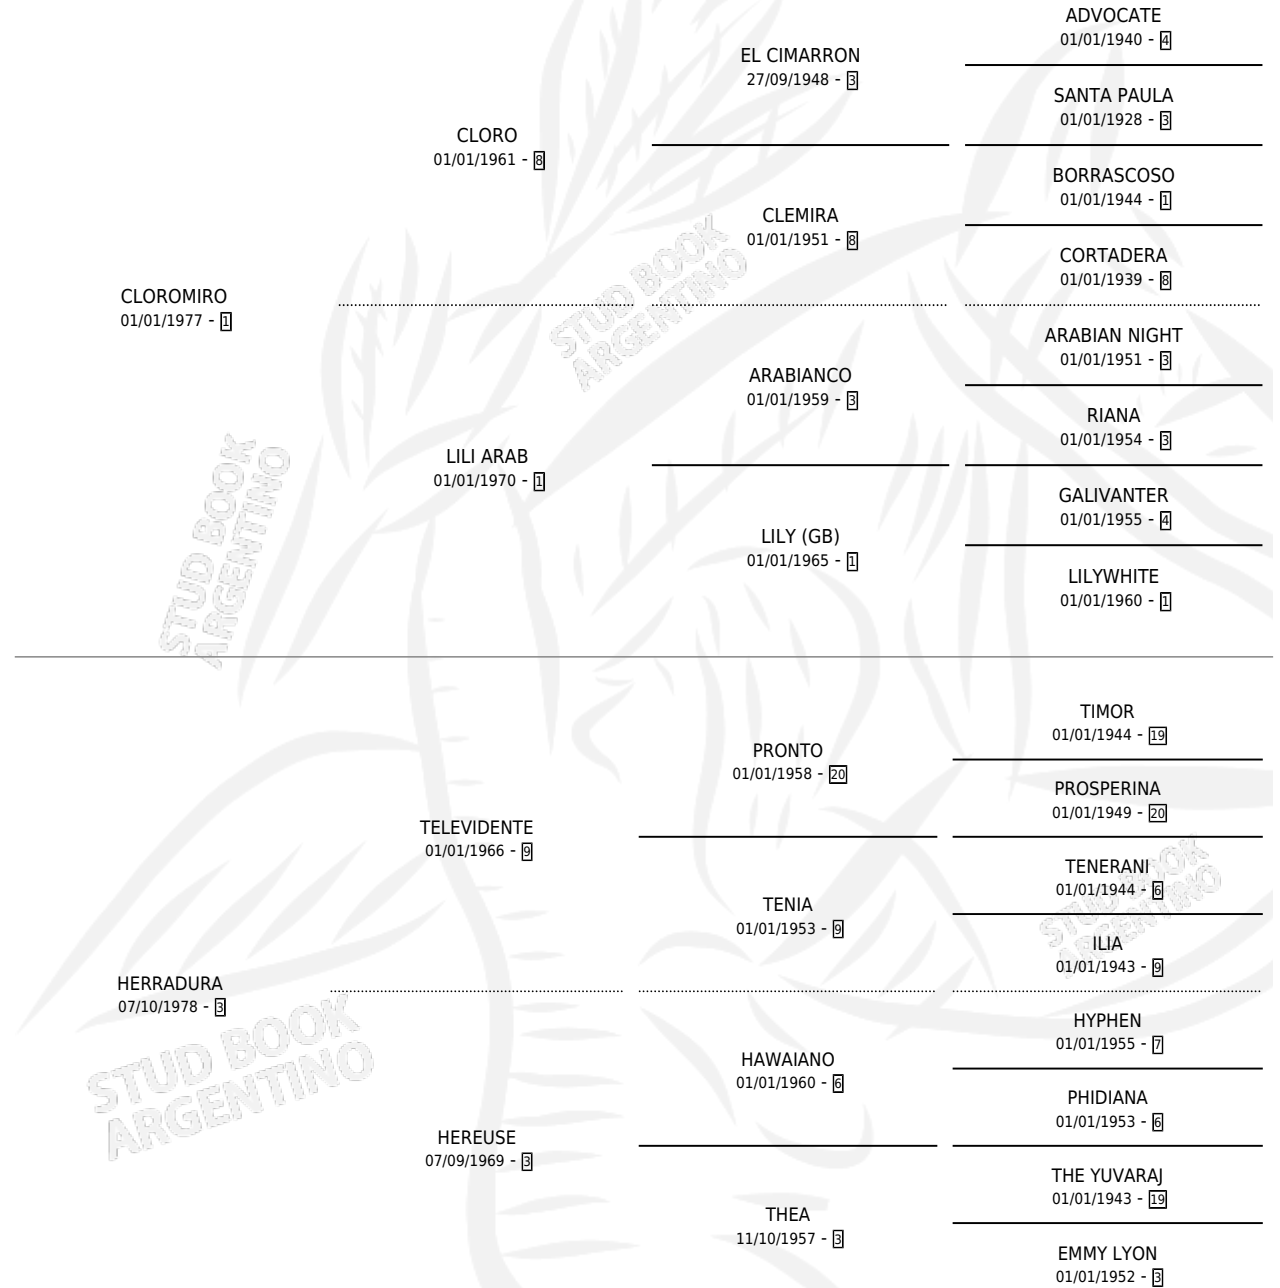 ADVOCATE
01/01/1940 - 4
EL CIMARRON
27/09/1948 - 3
SANTA PAULA
01/01/1928 - 3
CLORO
01/01/1961 - 8
BORRASCOSO
01/01/1944 - 1
CLEMIRA
01/01/1951 - 8
CORTADERA
01/01/1939 - 8
CLOROMIRO
01/01/1977 - 1
ARABIAN NIGHT
01/01/1951 - 3
ARABIANCO
01/01/1959 - 3
RIANA
01/01/1954 - 3
LILI ARAB
01/01/1970 - 1
GALIVANTER
01/01/1955 - 4
LILY (GB)
01/01/1965 - 1
LILYWHITE
01/01/1960 - 1
TIMOR
01/01/1944 - 19
PRONTO
01/01/1958 - 20
PROSPERINA
01/01/1949 - 20
TELEVIDENTE
01/01/1966 - 9
TENERANI
01/01/1944 - 6
TENIA
01/01/1953 - 9
ILIA
01/01/1943 - 9
HERRADURA
07/10/1978 - 3
HYPHEN
01/01/1955 - 7
HAWAIANO
01/01/1960 - 6
PHIDIANA
01/01/1953 - 6
HEREUSE
07/09/1969 - 3
THE YUVARAJ
01/01/1943 - 19
THEA
11/10/1957 - 3
EMMY LYON
01/01/1952 - 3
STUD BOOK
ARGENTINO
STUD BOOK
ARGENTINO
STUD BOOK
ARGENTINO
STUD BOOK
ARGENTINO